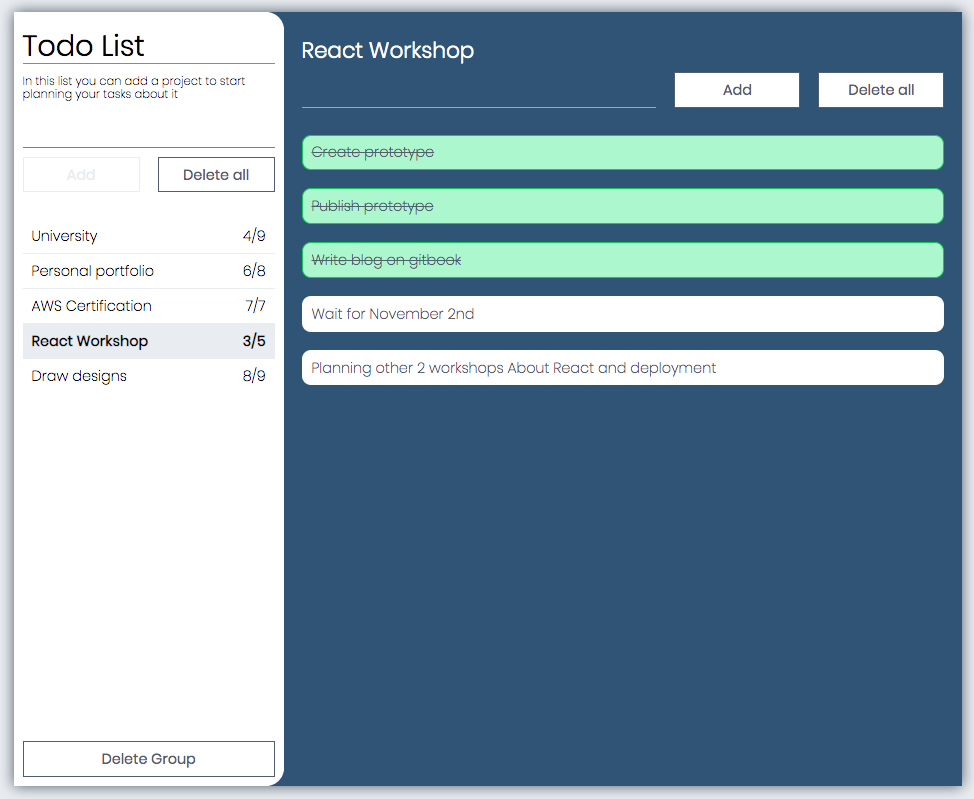 Todo List
In this list you can add a project to start
planning your tasks about it
Add
Delete all
University 4/9
Personal portfolio 6/8
AWS Certification 7/7
React Workshop 3/5
Draw designs 8/9
Delete Group
React Workshop
Add
Delete all
Create prototype
Publish prototype
Write blog on gitbook
Wait for November 2nd
Planning other 2 workshops About React and deployment